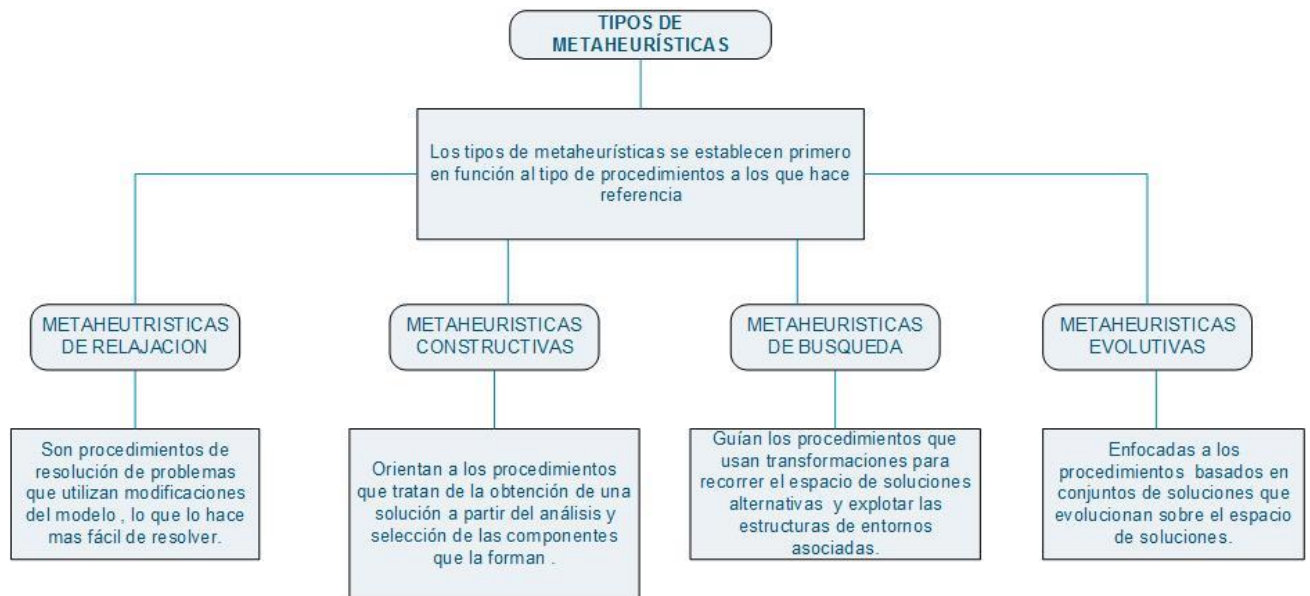 TIPOS DE
METAHEURÍSTICAS
Los tipos de metaheurísticas se establecen primero
en función al tipo de procedimientos a los que hace
referencia
METAHEUTRISTICAS
DE RELAJACION
METAHEURISTICAS
CONSTRUCTIVAS
METAHEURISTICAS
DE BUSQUEDA
METAHEURISTICAS
EVOLUTIVAS
Son procedimientos de
resolución de problemas
que utilizan modificaciones
del modelo , lo que lo hace
mas fácil de resolver.
Orientan a los procedimientos
que tratan de la obtención de una
solución a partir del análisis y
selección de las componentes
que la forman .
Guían los procedimientos que
usan transformaciones para
recorrer el espacio de soluciones
alternativas y explotar las
estructuras de entornos
asociadas.
Enfocadas a los
procedimientos basados en
conjuntos de soluciones que
evolucionan sobre el espacio
de soluciones.